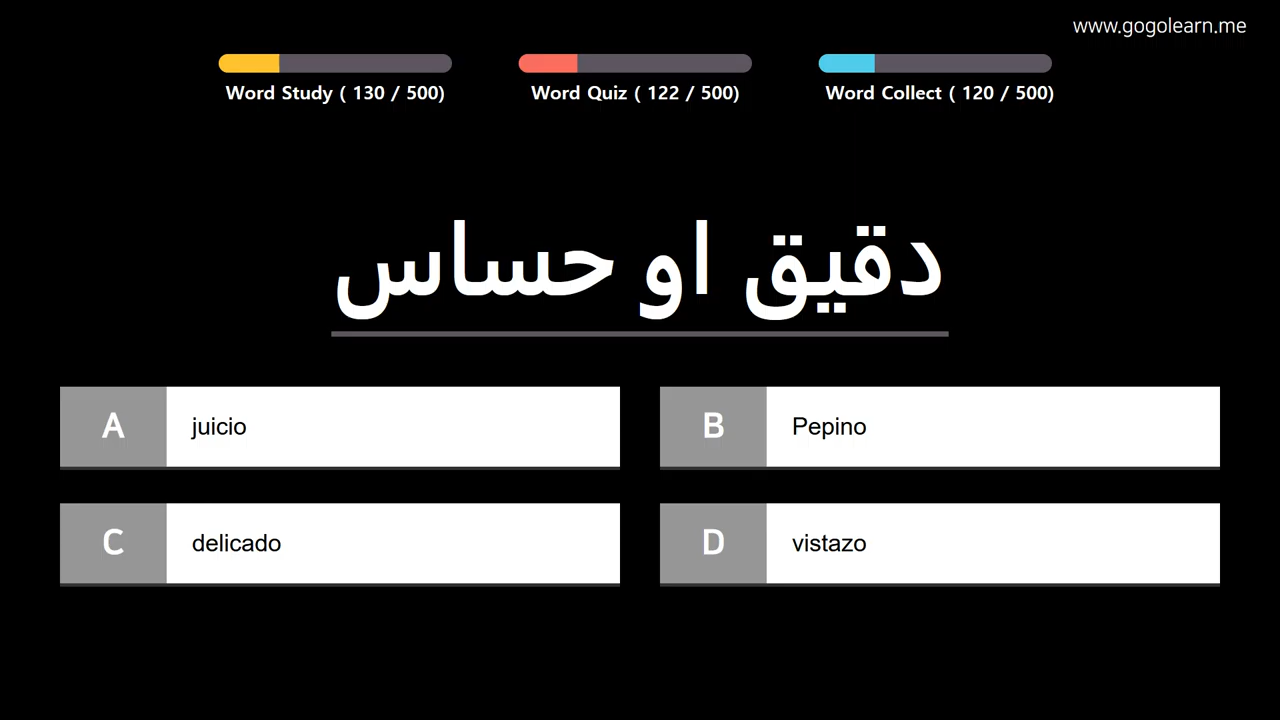 www.gogolearn.me
Word Study ( 130 / 500)
Word Quiz ( 122 / 500)
Word Collect ( 120 / 500)
دقيق او حساس
A juicio
B Pepino
C delicado
D vistazo